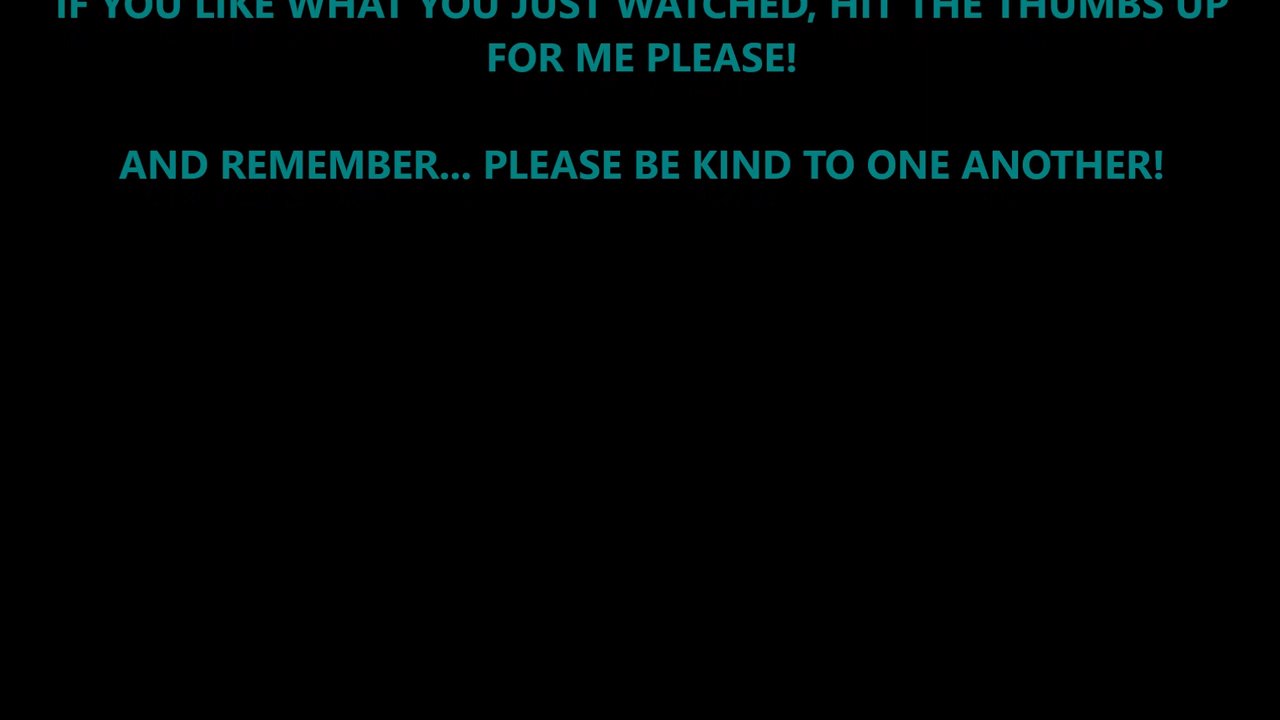 IF YOU LIKE WHAT YOU JUST WATCHED, HIT THE THUMBS UP
FOR ME PLEASE!
AND REMEMBER... PLEASE BE KIND TO ONE ANOTHER!